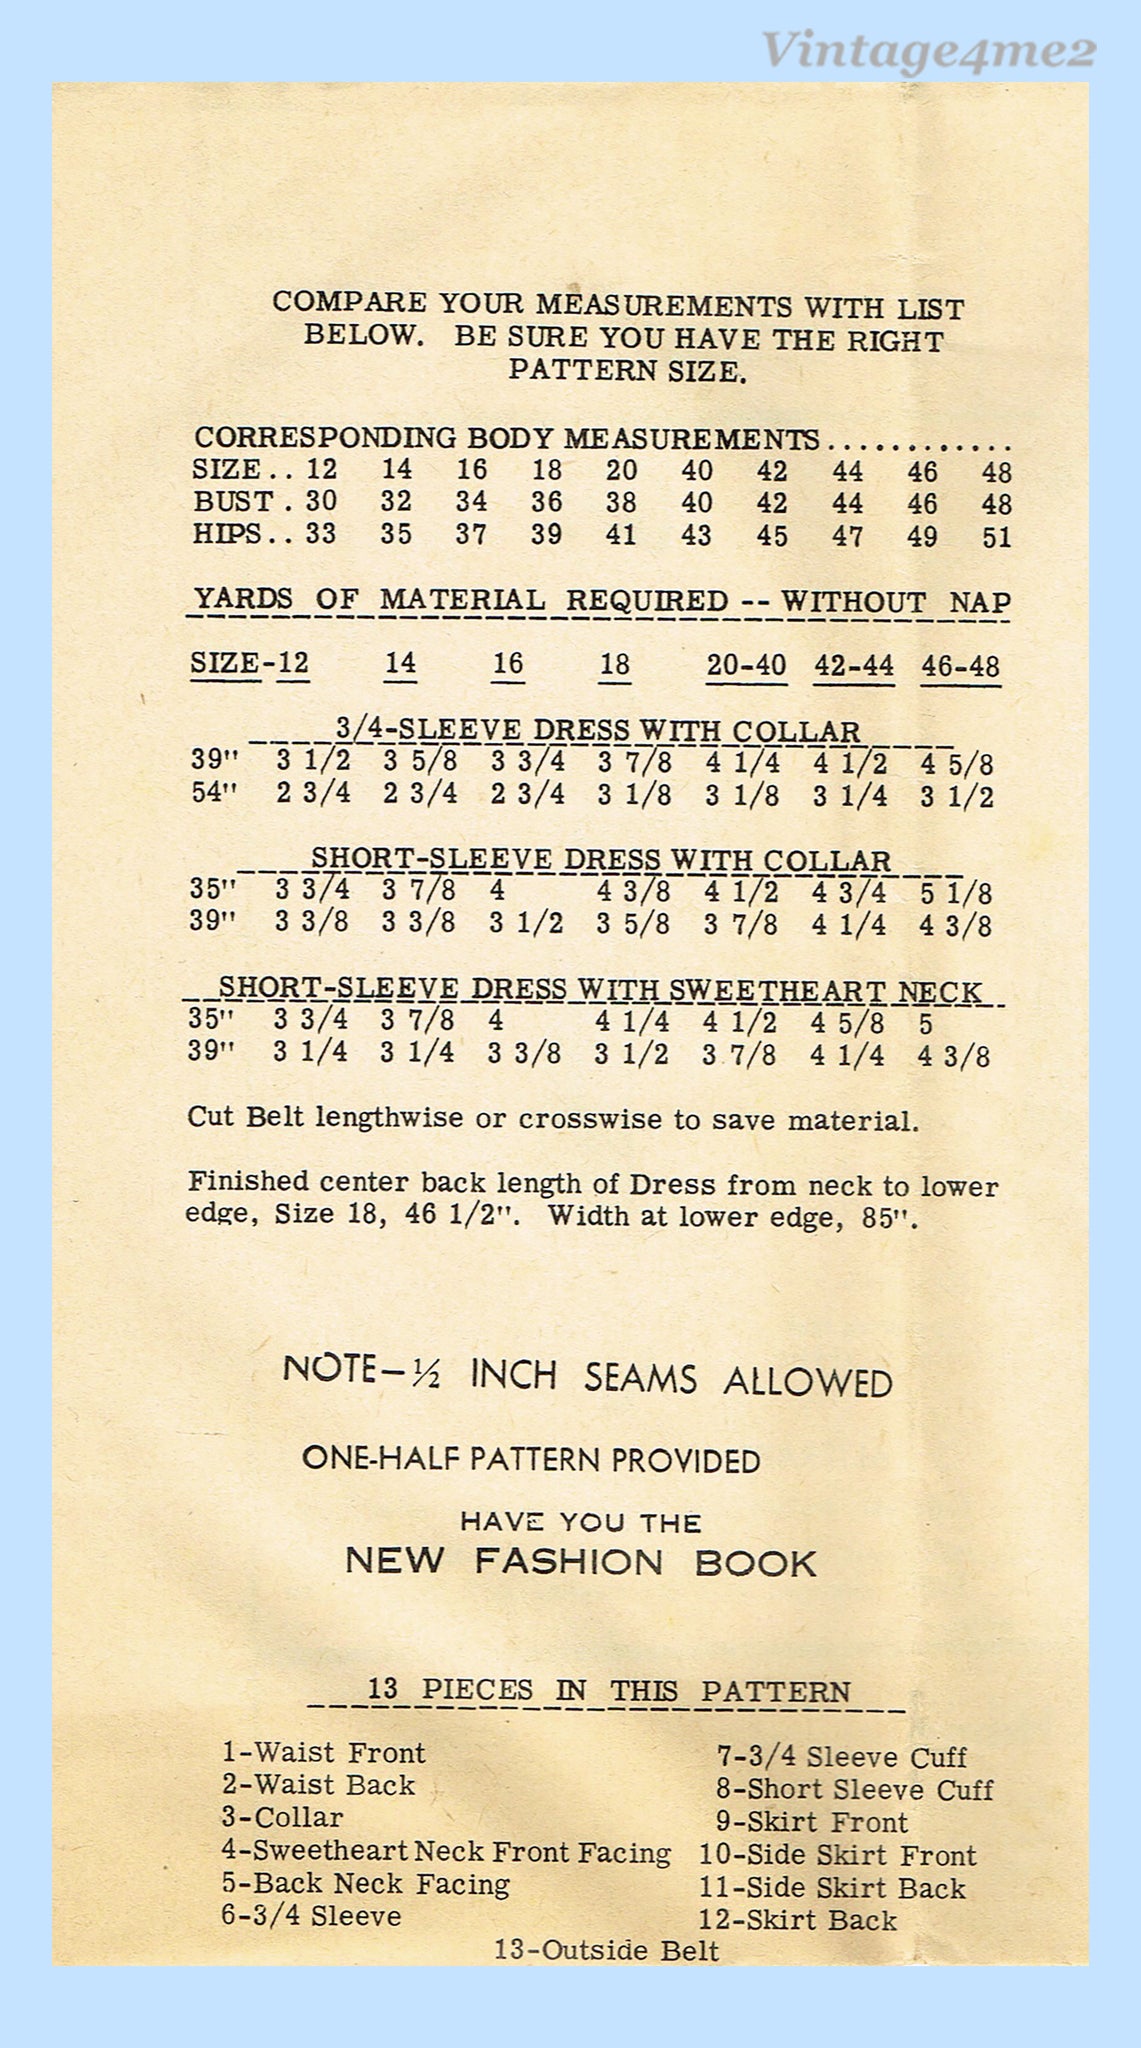 Vintage4me2
COMPARE YOUR MEASUREMENTS WITH LIST
BELOW. BE SURE YOU HAVE THE RIGHT
PATTERN SIZE.
CORRESPONDING BODY MEASUREMENTS............
SIZE.. 12 14 16 18 20 40 42 44 46 48
BUST . 30 32 34 36 38 40 42 44 46 48
HIPS.. 33 35 37 39 41 43 45 47 49 51
YARDS OF MATERIAL REQUIRED -- WITHOUT NAP
SIZE-12 14 16 18 20-40 42-44 46-48
3/4-SLEEVE DRESS WITH COLLAR
39" 3 1/2 3 5/8 3 3/4 3 7/8 4 1/4 4 1/2 4 5/8
54" 2 3/4 2 3/4 2 3/4 3 1/8 3 1/8 3 1/4 3 1/2
SHORT-SLEEVE DRESS WITH COLLAR
35" 3 3/4 3 7/8 4 4 3/8 4 1/2 4 3/4 5 1/8
39" 3 3/8 3 3/8 3 1/2 3 5/8 3 7/8 4 1/4 4 3/8
SHORT-SLEEVE DRESS WITH SWEETHEART NECK
35" 3 3/4 3 7/8 4 4 1/4 4 1/2 4 5/8 5
39" 3 1/4 3 1/4 3 3/8 3 1/2 3 7/8 4 1/4 4 3/8
Cut Belt lengthwise or crosswise to save material.
Finished center back length of Dress from neck to lower
edge, Size 18, 46 1/2". Width at lower edge, 85".
NOTE-½ INCH SEAMS ALLOWED
ONE-HALF PATTERN PROVIDED
HAVE YOU THE
NEW FASHION BOOK
13 PIECES IN THIS PATTERN
1-Waist Front
2-Waist Back
3-Collar
4-Sweetheart Neck Front Facing
5-Back Neck Facing
6-3/4 Sleeve
7-3/4 Sleeve Cuff
8-Short Sleeve Cuff
9-Skirt Front
10-Side Skirt Front
11-Side Skirt Back
12-Skirt Back
13-Outside Belt